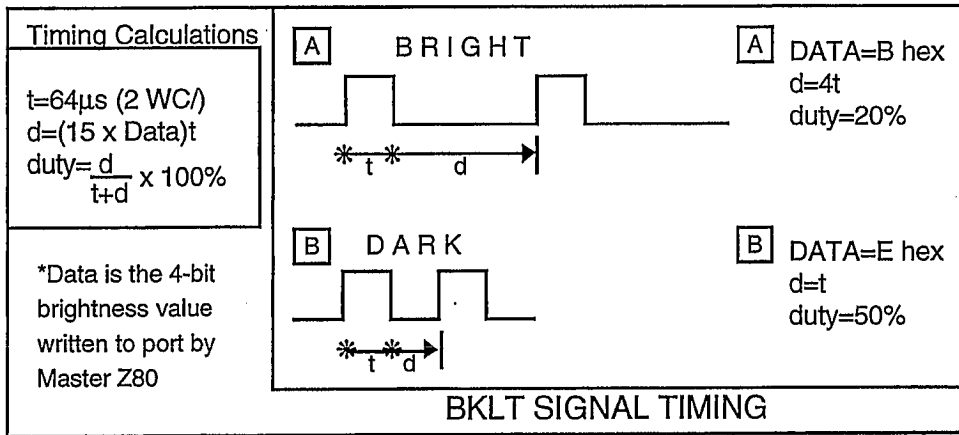 Timing Calculations
t=64µs (2 WC/)
d=(15 x Data)t
duty= d/t+d x 100%
*Data is the 4-bit
brightness value
written to port by
Master Z80
A BRIGHT
t d
A DATA=B hex
d=4t
duty=20%
B DARK
t d
B DATA=E hex
d=t
duty=50%
BKLT SIGNAL TIMING